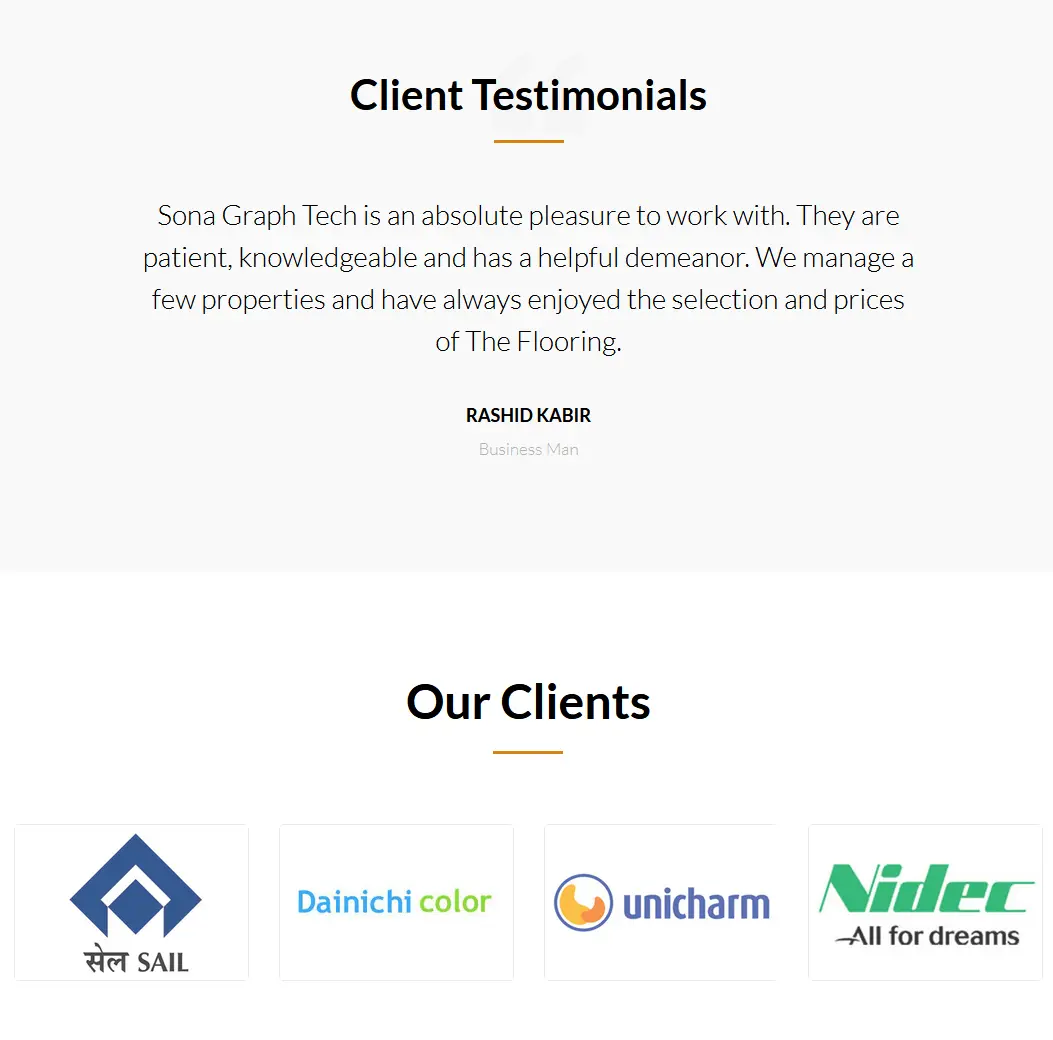 Client Testimonials
Sona Graph Tech is an absolute pleasure to work with. They are
patient, knowledgeable and has a helpful demeanor. We manage a
few properties and have always enjoyed the selection and prices
of The Flooring.
RASHID KABIR
Business Man
Our Clients
सेल SAIL
Dainichi color
unicharm
Nidec
All for dreams